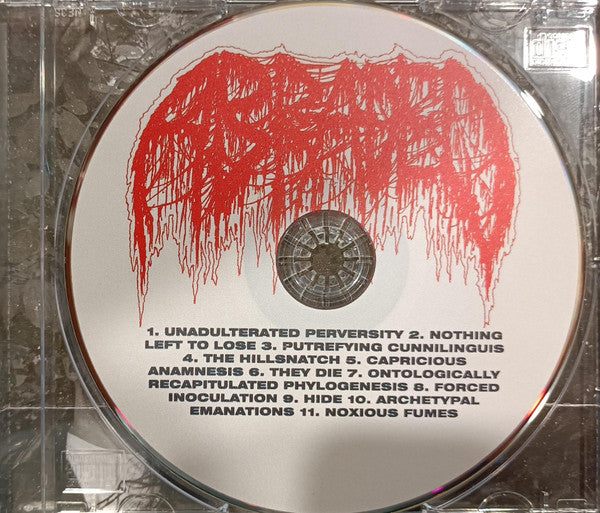 1. UNADULTERATED PERVERSITY 2. NOTHING
LEFT TO LOSE 3. PUTREFYING CUNNILINGUIS
4. THE HILLSNATCH 5. CAPRICIOUS
ANAMNESIS 6. THEY DIE 7. ONTOLOGICALLY
RECAPITULATED PHYLOGENESIS 8. FORCED
INOCULATION 9. HIDE 10. ARCHETYPAL
EMANATIONS 11. NOXIOUS FUMES